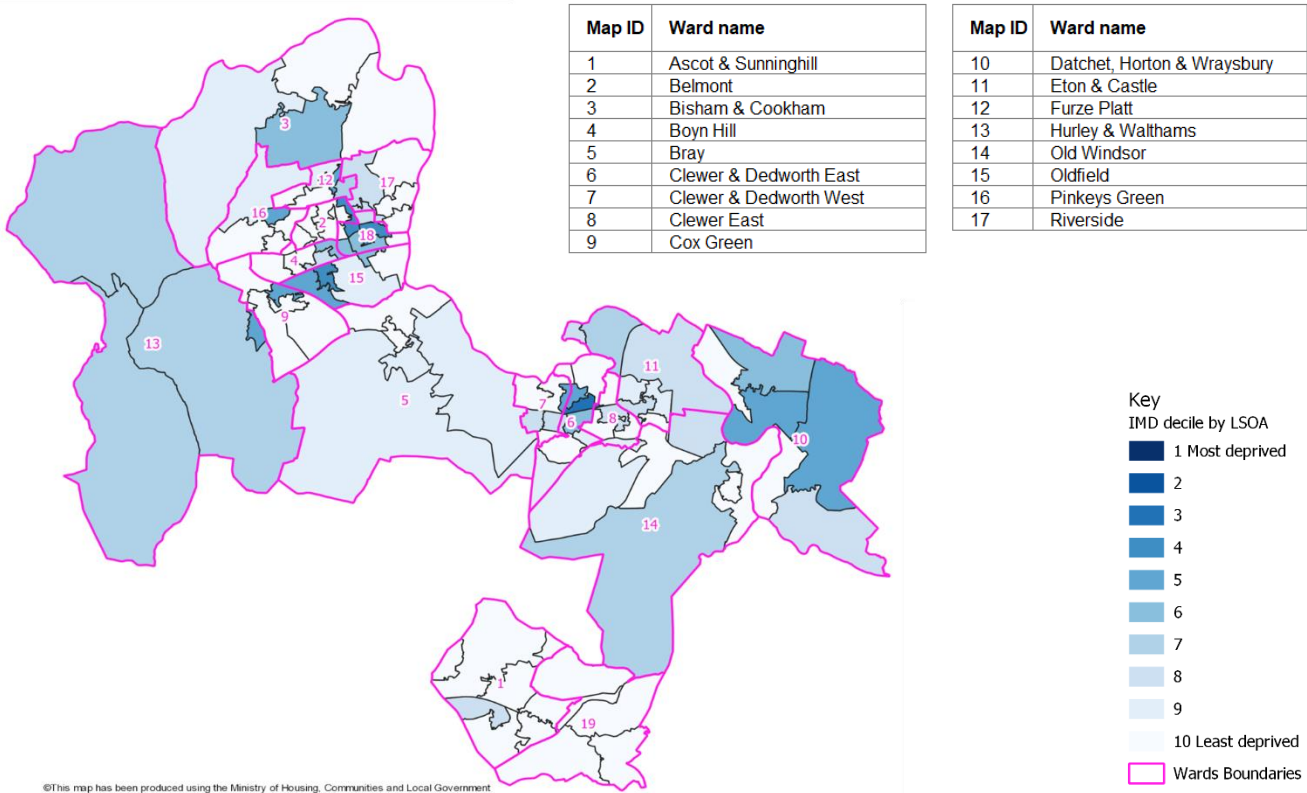 Map ID Ward name
1 Ascot & Sunninghill
2 Belmont
3 Bisham & Cookham
4 Boyn Hill
5 Bray
6 Clewer & Dedworth East
7 Clewer & Dedworth West
8 Clewer East
9 Cox Green
Map ID Ward name
10 Datchet, Horton & Wraysbury
11 Eton & Castle
12 Furze Platt
13 Hurley & Walthams
14 Old Windsor
15 Oldfield
16 Pinkeys Green
17 Riverside
3
12
17
16
2
18
4
15
9
13
5
11
7
6
8
10
14
1
19
Key
IMD decile by LSOA
1 Most deprived
2
3
4
5
6
7
8
9
10 Least deprived
Wards Boundaries
©This map has been produced using the Ministry of Housing, Communities and Local Government